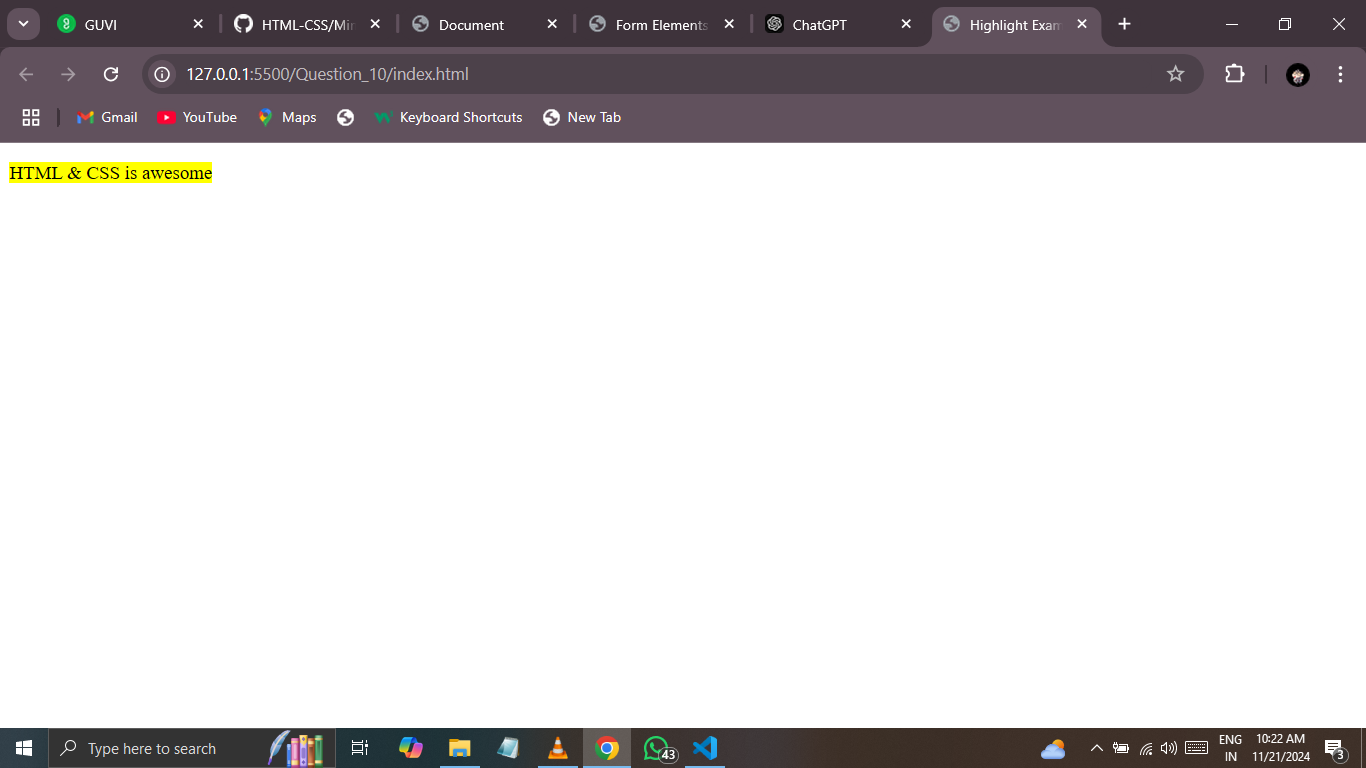 GUVI
HTML-CSS/Min
Document
Form Elements
ChatGPT
Highlight Exam
127.0.0.1:5500/Question_10/index.html
Gmail
YouTube
Maps
Keyboard Shortcuts
New Tab
HTML & CSS is awesome
Type here to search
43
ENG
IN
10:22 AM
11/21/2024
3